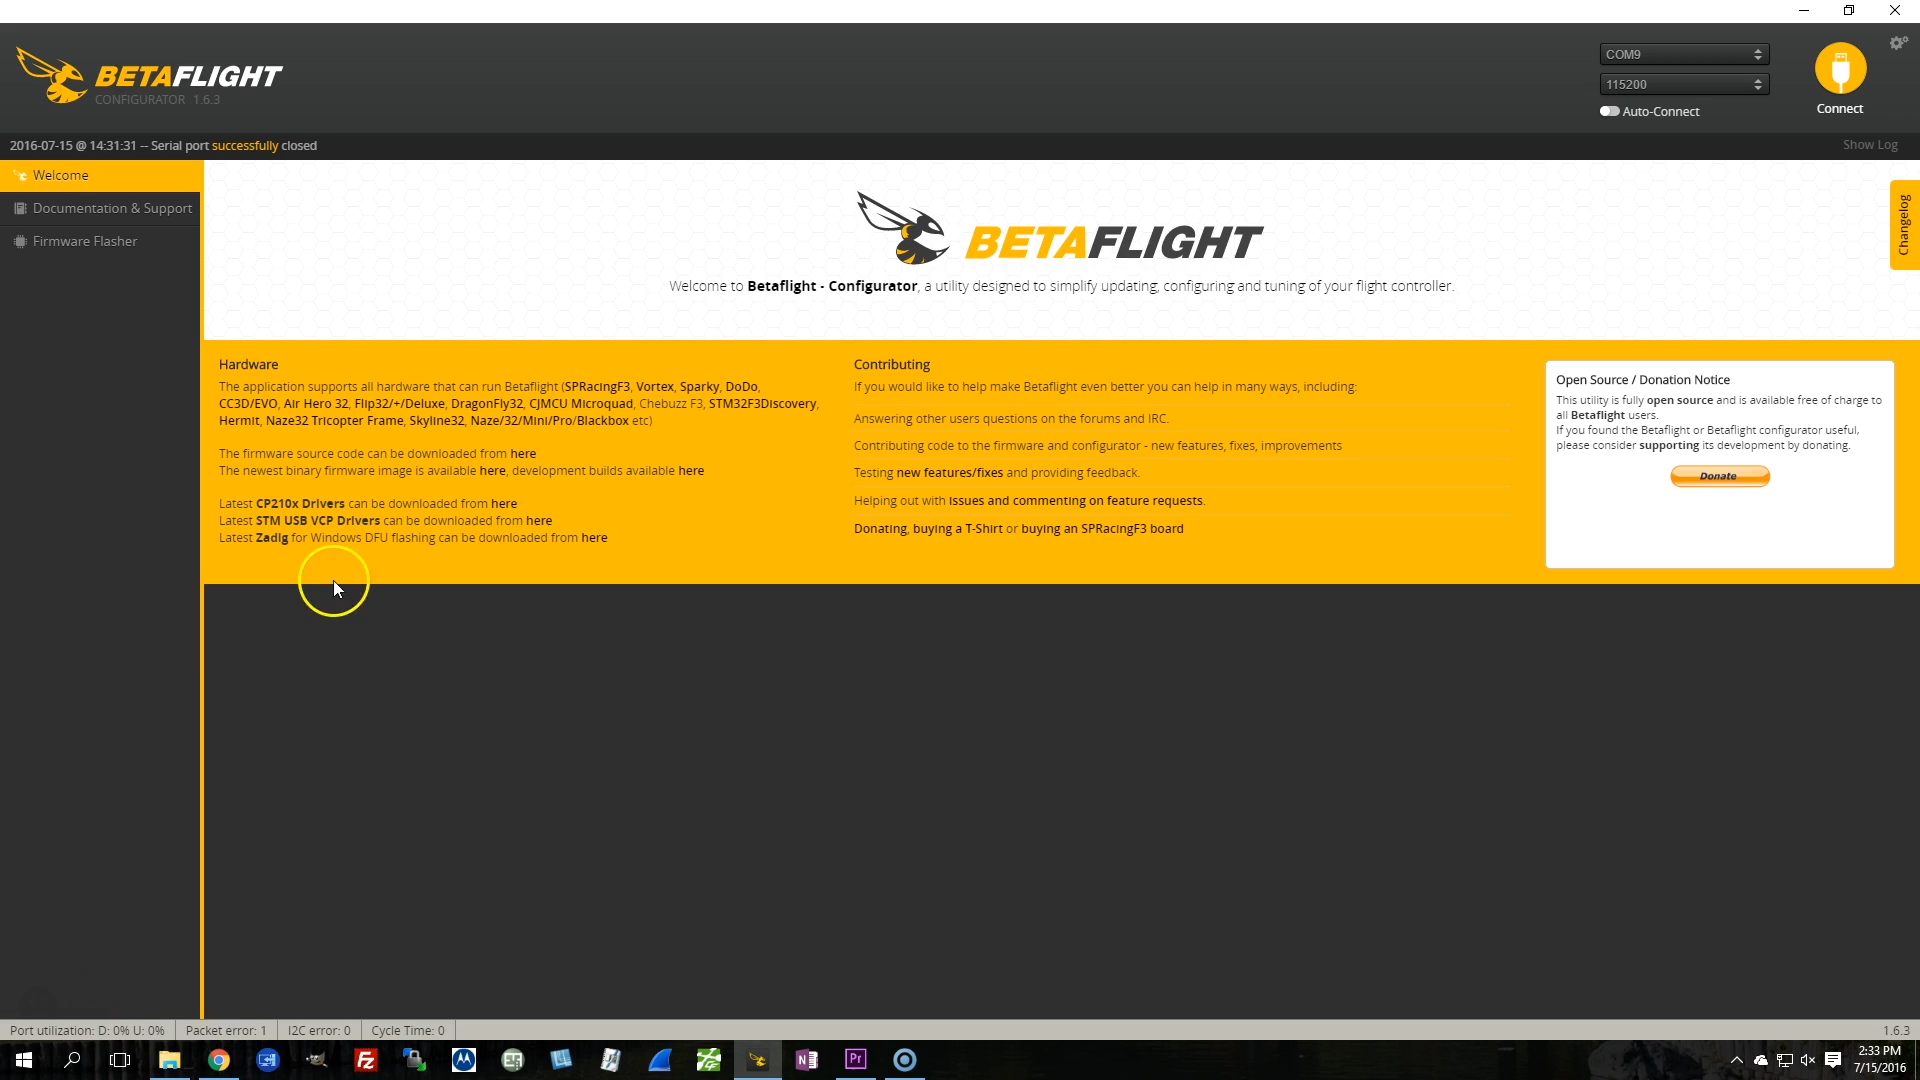 BETAFLIGHT
CONFIGURATOR 1.6.3
COM9
115200
Auto-Connect
Connect
2016-07-15 @ 14:31:31 -- Serial port successfully closed
Show Log
Welcome
Documentation & Support
Firmware Flasher
BETAFLIGHT
Welcome to Betaflight - Configurator, a utility designed to simplify updating, configuring and tuning of your flight controller.
Changelog
Hardware
The application supports all hardware that can run Betaflight (SPRacingF3, Vortex, Sparky, DoDo,
CC3D/EVO, Air Hero 32, Flip32/+/Deluxe, DragonFly32, CJMCU Microquad, Chebuzz F3, STM32F3Discovery,
Hermit, Naze32 Tricopter Frame, Skyline32, Naze/32/Mini/Pro/Blackbox etc)
The firmware source code can be downloaded from here
The newest binary firmware image is available here, development builds available here
Latest CP210x Drivers can be downloaded from here
Latest STM USB VCP Drivers can be downloaded from here
Latest Zadig for Windows DFU flashing can be downloaded from here
Contributing
If you would like to help make Betaflight even better you can help in many ways, including:
Answering other users questions on the forums and IRC.
Contributing code to the firmware and configurator - new features, fixes, improvements
Testing new features/fixes and providing feedback.
Helping out with issues and commenting on feature requests.
Donating, buying a T-Shirt or buying an SPRacingF3 board
Open Source / Donation Notice
This utility is fully open source and is available free of charge to
all Betaflight users.
If you found the Betaflight or Betaflight configurator useful,
please consider supporting its development by donating.
Donate
Port utilization: D: 0% U: 0%
Packet error: 1
I2C error: 0
Cycle Time: 0
1.6.3
Fz
N
Pr
2:33 PM
7/15/2016